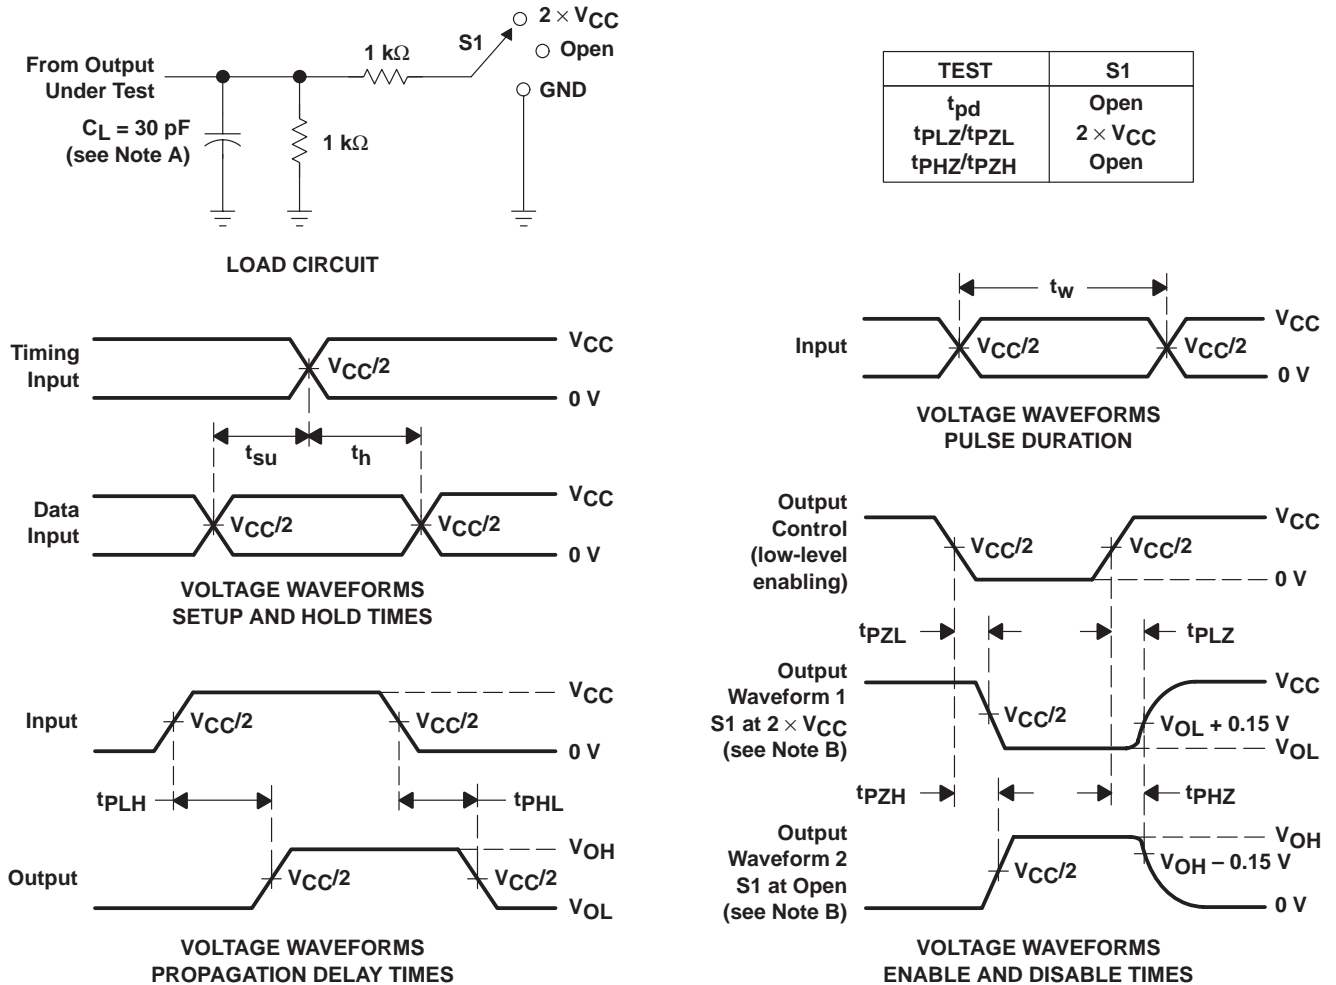 From Output
Under Test
CL = 30 pF
(see Note A)
1 kΩ
1 kΩ
S1
2 × VCC
Open
GND
LOAD CIRCUIT
TEST S1
tpd Open
tPLZ/tPZL 2 × VCC
tPHZ/tPZH Open
Timing
Input
VCC/2
VCC
0 V
tsu
th
Data
Input
VCC/2
VCC/2
VCC
0 V
VOLTAGE WAVEFORMS
SETUP AND HOLD TIMES
tw
Input
VCC/2
VCC/2
VCC
0 V
VOLTAGE WAVEFORMS
PULSE DURATION
Input
VCC/2
VCC/2
VCC
0 V
tPLH
tPHL
Output
VCC/2
VCC/2
VOH
VOL
VOLTAGE WAVEFORMS
PROPAGATION DELAY TIMES
Output
Control
(low-level
enabling)
VCC/2
VCC/2
VCC
0 V
tPZL
tPLZ
Output
Waveform 1
S1 at 2 × VCC
(see Note B)
VCC/2
VCC
VOL + 0.15 V
VOL
tPZH
tPHZ
Output
Waveform 2
S1 at Open
(see Note B)
VCC/2
VOH
VOH − 0.15 V
0 V
VOLTAGE WAVEFORMS
ENABLE AND DISABLE TIMES